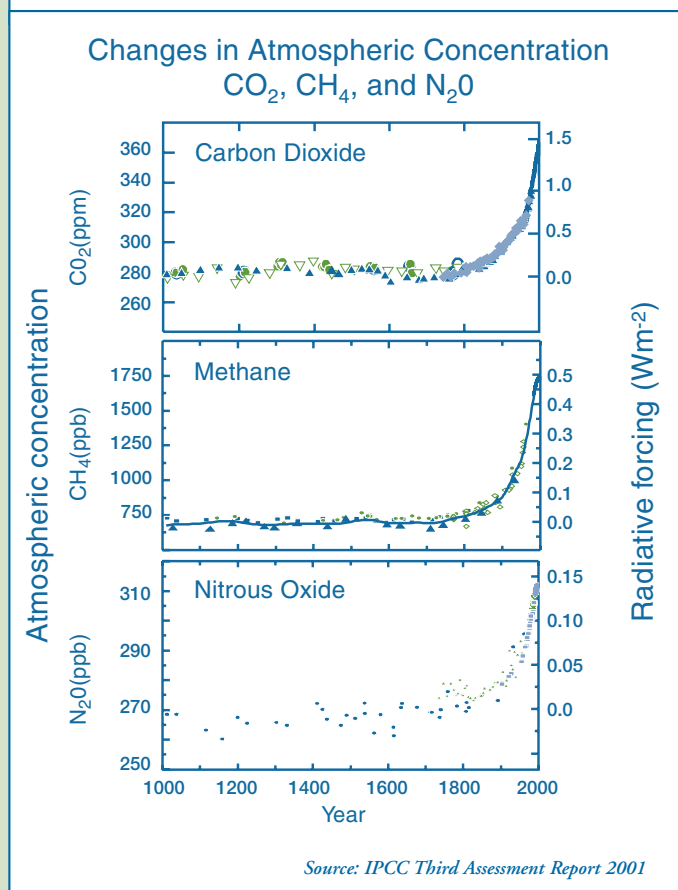 Changes in Atmospheric Concentration
CO2, CH4, and N20
Atmospheric concentration
C02(ppm)
360
340
320
300
280
260
Carbon Dioxide
1.5
1.0
0.5
0.0
CH4(ppb)
1750
1500
1250
1000
750
Methane
0.5
0.4
0.3
0.2
0.1
0.0
N20(ppb)
310
290
270
250
Nitrous Oxide
0.15
0.10
0.05
0.0
Radiative forcing (Wm-2)
1000 1200 1400 1600 1800 2000
Year
Source: IPCC Third Assessment Report 2001